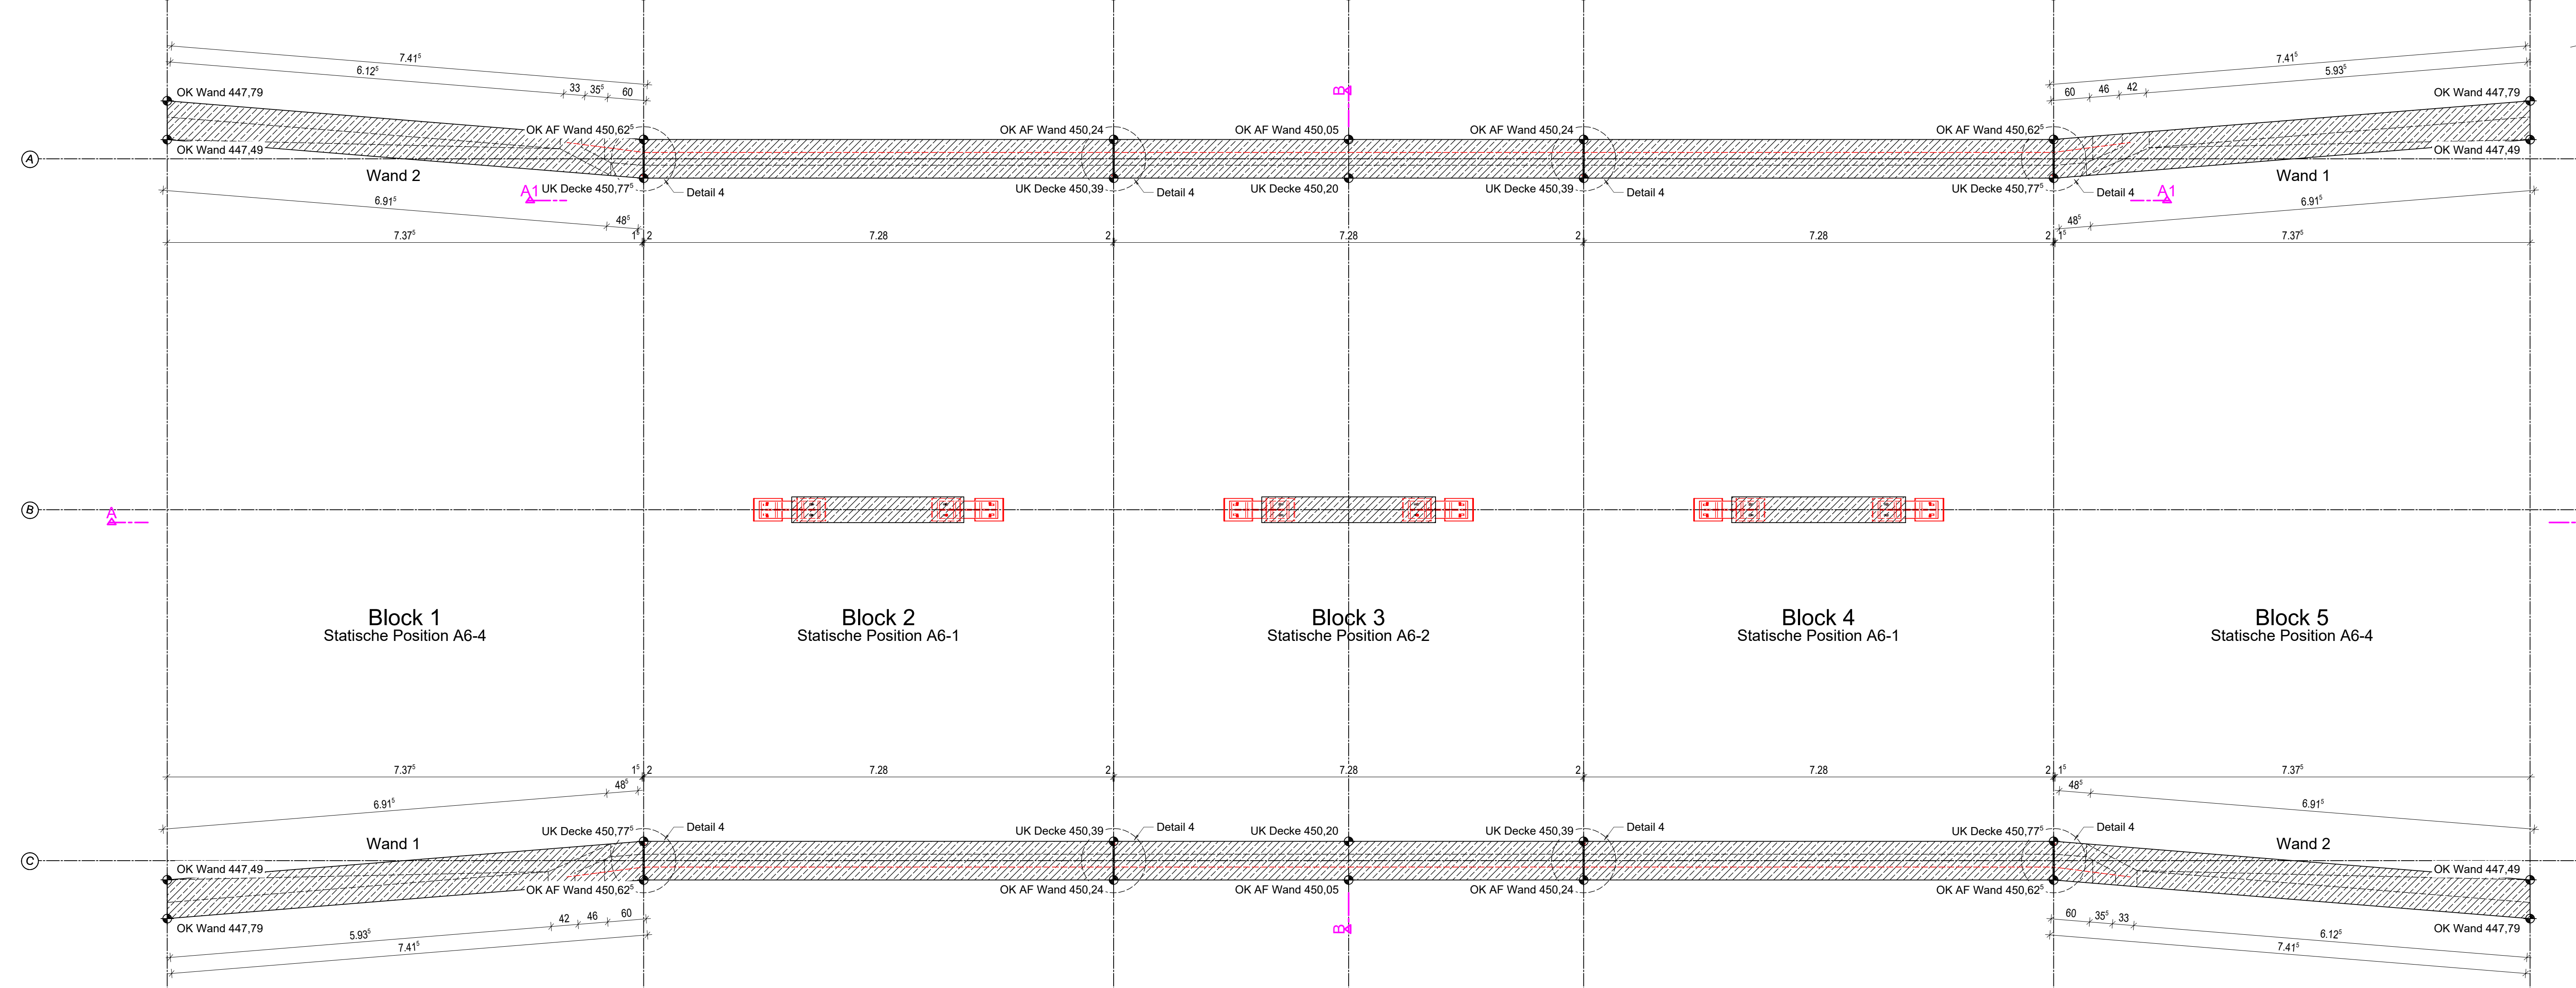 7.41⁵
7.41⁵
6.12⁵
5.93⁵
33 35⁵ 60
60 46 42
OK Wand 447,79
B
OK Wand 447,79
OK AF Wand 450,62⁵
OK AF Wand 450,24
OK AF Wand 450,05
OK AF Wand 450,24
OK AF Wand 450,62⁵
OK Wand 447,49
OK Wand 447,49
A
Wand 2
Wand 1
A1
UK Decke 450,77⁵
Detail 4
UK Decke 450,39
Detail 4
UK Decke 450,20
UK Decke 450,39
Detail 4
UK Decke 450,77⁵
Detail 4
A1
6.91⁵
6.91⁵
48⁵
48⁵
7.37⁵ 1⁵ 2 7.28 2 7.28 2 7.28 2 1⁵ 7.37⁵
B
A
Block 1
Statische Position A6-4
Block 2
Statische Position A6-1
Block 3
Statische Position A6-2
Block 4
Statische Position A6-1
Block 5
Statische Position A6-4
7.37⁵ 1⁵ 2 7.28 2 7.28 2 7.28 2 1⁵ 7.37⁵
48⁵
48⁵
6.91⁵
6.91⁵
UK Decke 450,77⁵
Detail 4
UK Decke 450,39
Detail 4
UK Decke 450,20
UK Decke 450,39
Detail 4
UK Decke 450,77⁵
Detail 4
Wand 1
Wand 2
C
OK Wand 447,49
OK Wand 447,49
OK AF Wand 450,62⁵
OK AF Wand 450,24
OK AF Wand 450,05
OK AF Wand 450,24
OK AF Wand 450,62⁵
OK Wand 447,79
B
OK Wand 447,79
42 46 60
60 35⁵ 33
5.93⁵
6.12⁵
7.41⁵
7.41⁵